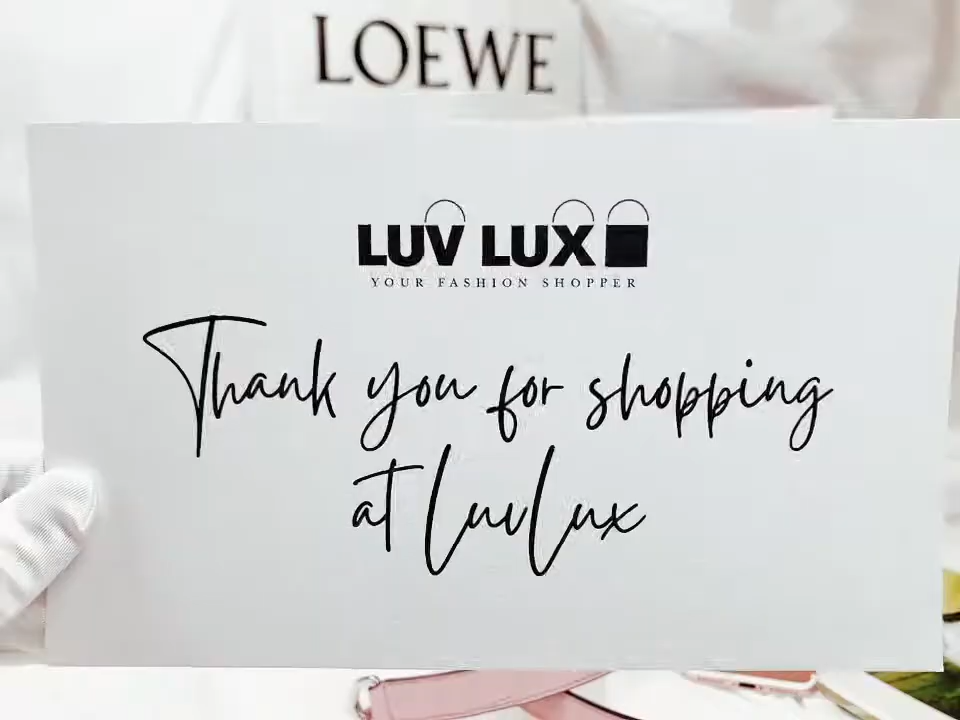 LOEWE
LUV LUX
YOUR FASHION SHOPPER
Thank you for shopping
at LuvLux